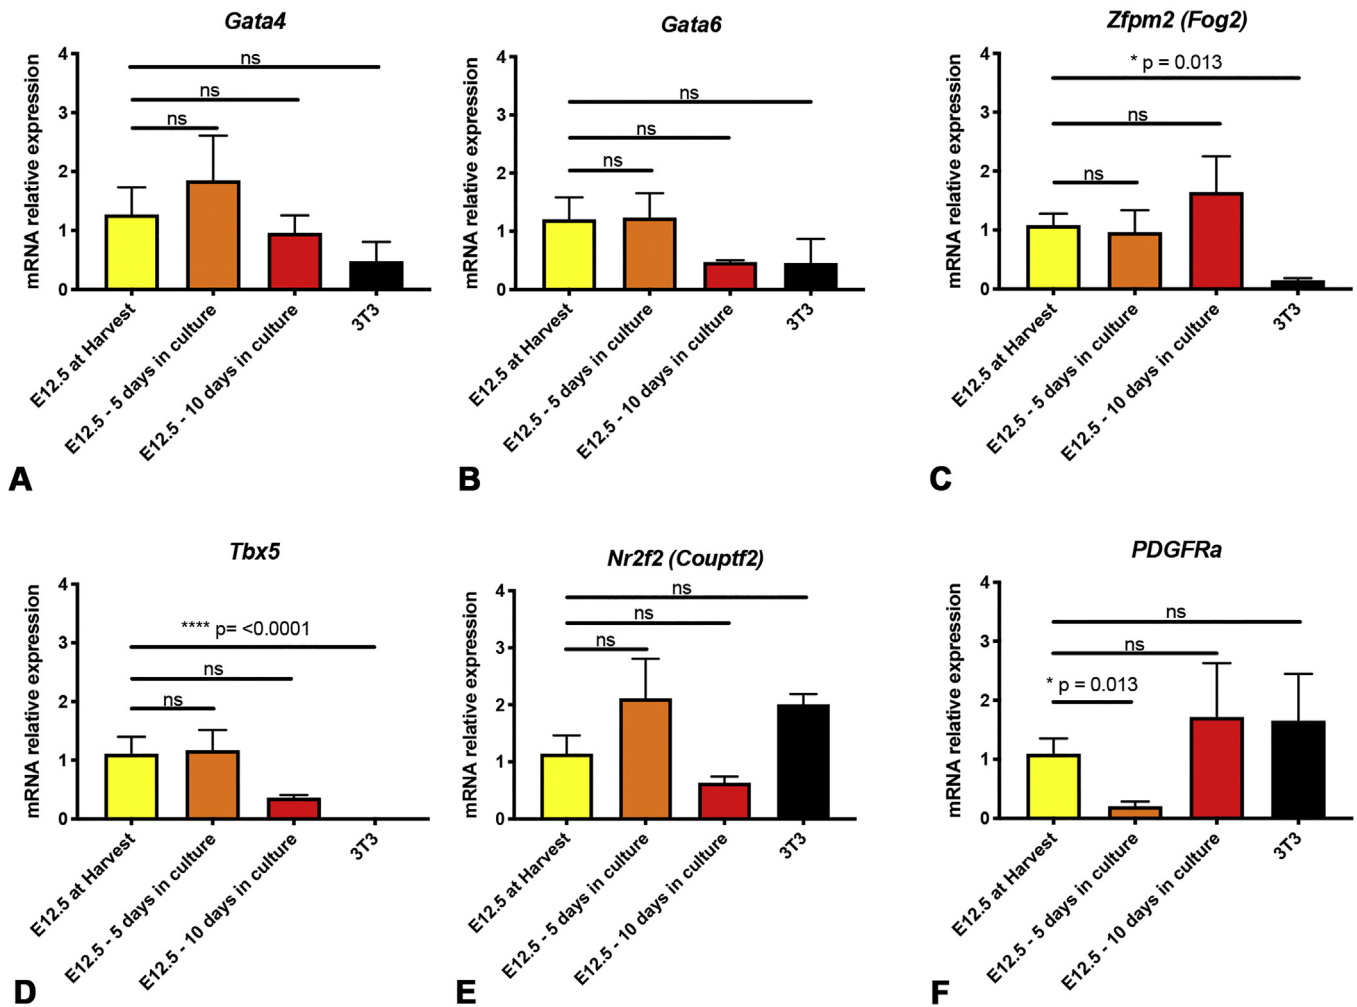 Gata4
mRNA relative expression
4
3
2
1
0
ns
ns
ns
E12.5 at Harvest
E12.5 - 5 days in culture
E12.5 - 10 days in culture
3T3
A
Gata6
mRNA relative expression
4
3
2
1
0
ns
ns
ns
E12.5 at Harvest
E12.5 - 5 days in culture
E12.5 - 10 days in culture
3T3
B
Zfpm2 (Fog2)
mRNA relative expression
4
3
2
1
0
* p = 0.013
ns
ns
E12.5 at Harvest
E12.5 - 5 days in culture
E12.5 - 10 days in culture
3T3
C
Tbx5
mRNA relative expression
4
3
2
1
0
**** p= <0.0001
ns
ns
E12.5 at Harvest
E12.5 - 5 days in culture
E12.5 - 10 days in culture
3T3
D
Nr2f2 (Couptf2)
mRNA relative expression
4
3
2
1
0
ns
ns
ns
E12.5 at Harvest
E12.5 - 5 days in culture
E12.5 - 10 days in culture
3T3
E
PDGFRa
mRNA relative expression
4
3
2
1
0
ns
ns
* p = 0.013
E12.5 at Harvest
E12.5 - 5 days in culture
E12.5 - 10 days in culture
3T3
F